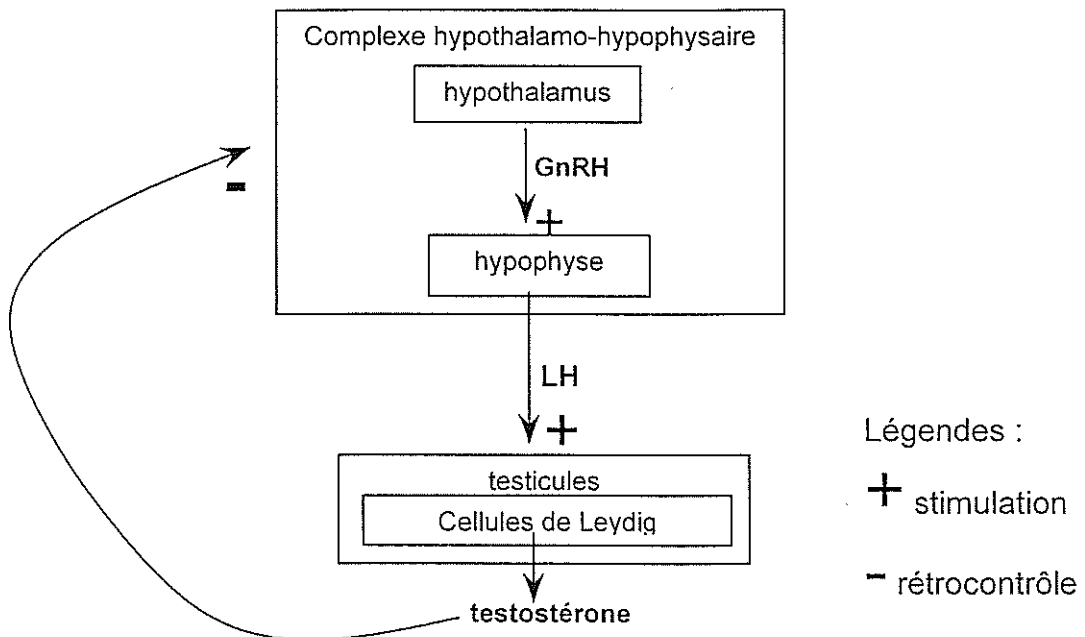 Complexe hypothalamo-hypophysaire
hypothalamus
GnRH
+
-
hypophyse
LH
+
testicules
Cellules de Leydig
testostérone
Légendes :
+ stimulation
- rétrocontrôle